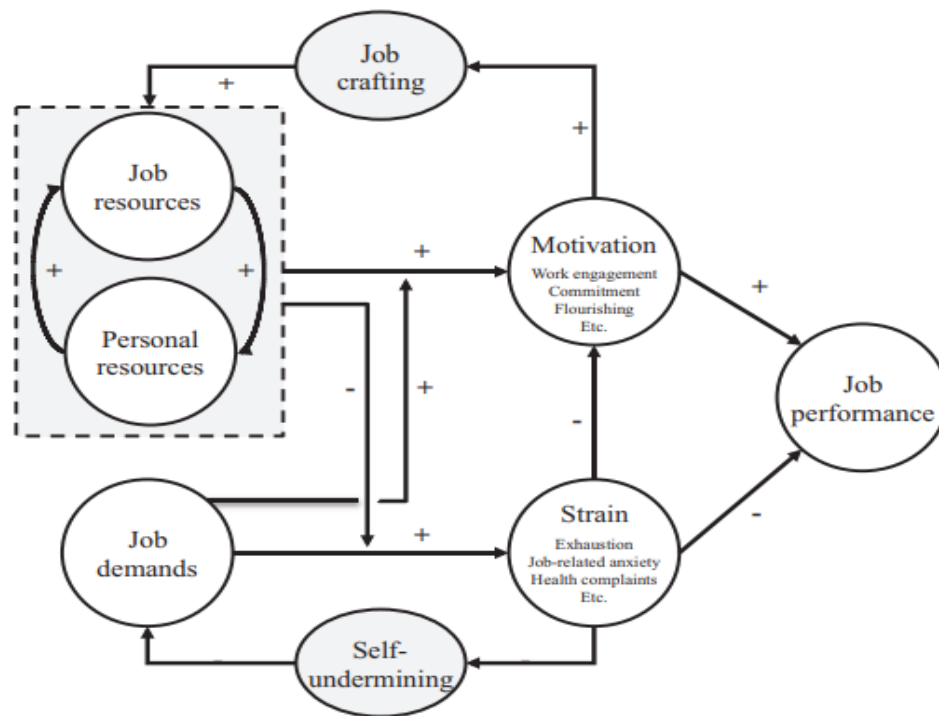 Job
crafting
+
+
Job
resources
+
+
Personal
resources
+
-
+
Motivation
Work engagement
Commitment
Flourishing
Etc.
+
Job
performance
-
-
Job
demands
+
Strain
Exhaustion
Job-related anxiety
Health complaints
Etc.
Self-
undermining